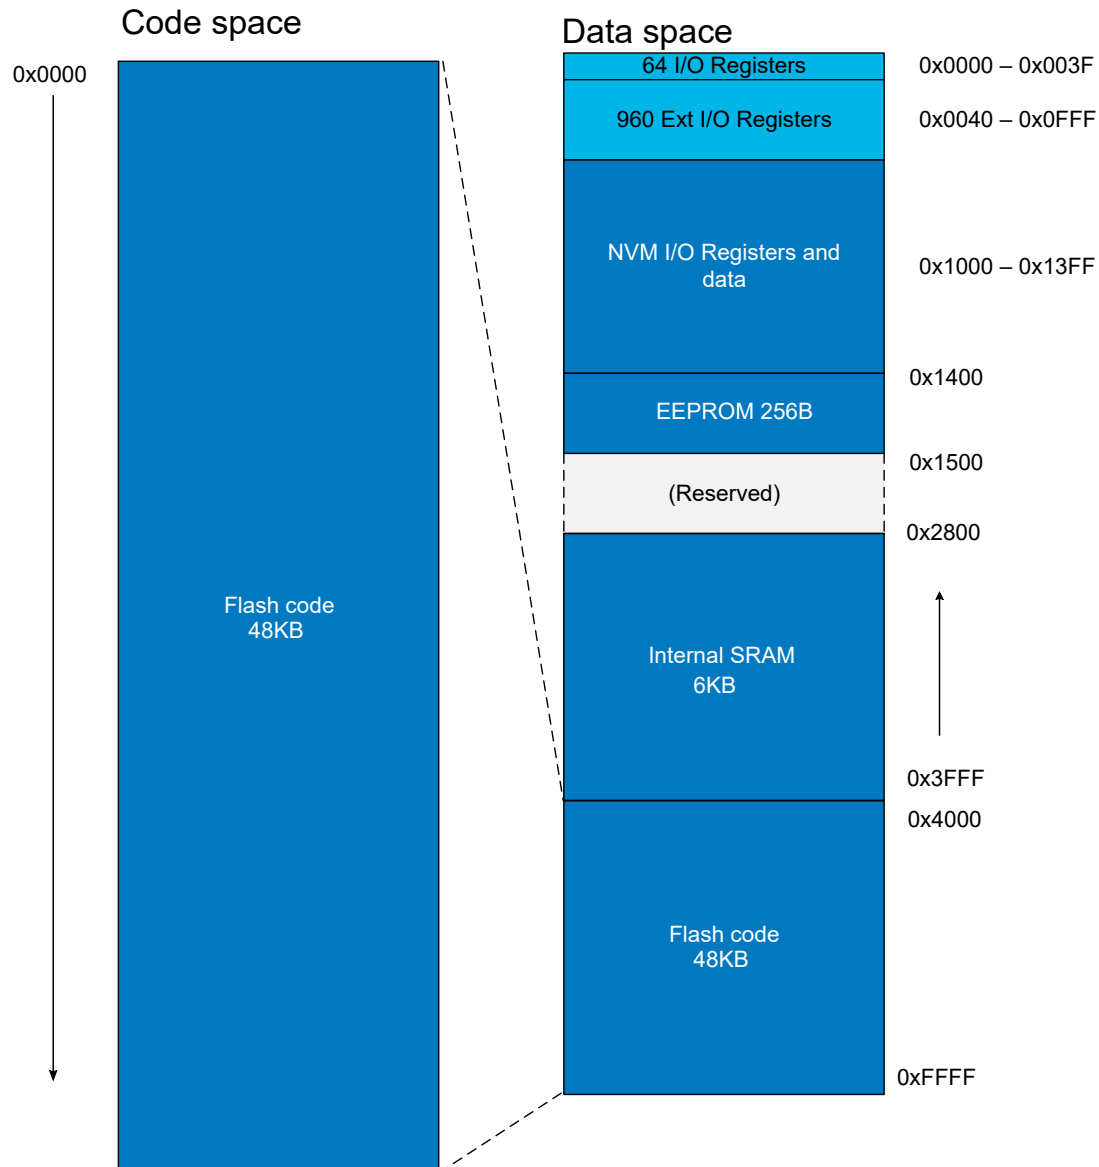 Code space
Data space
0x0000
64 I/O Registers
0x0000 – 0x003F
960 Ext I/O Registers
0x0040 – 0x0FFF
NVM I/O Registers and
data
0x1000 – 0x13FF
0x1400
EEPROM 256B
0x1500
(Reserved)
0x2800
Flash code
48KB
Internal SRAM
6KB
0x3FFF
0x4000
Flash code
48KB
0xFFFF